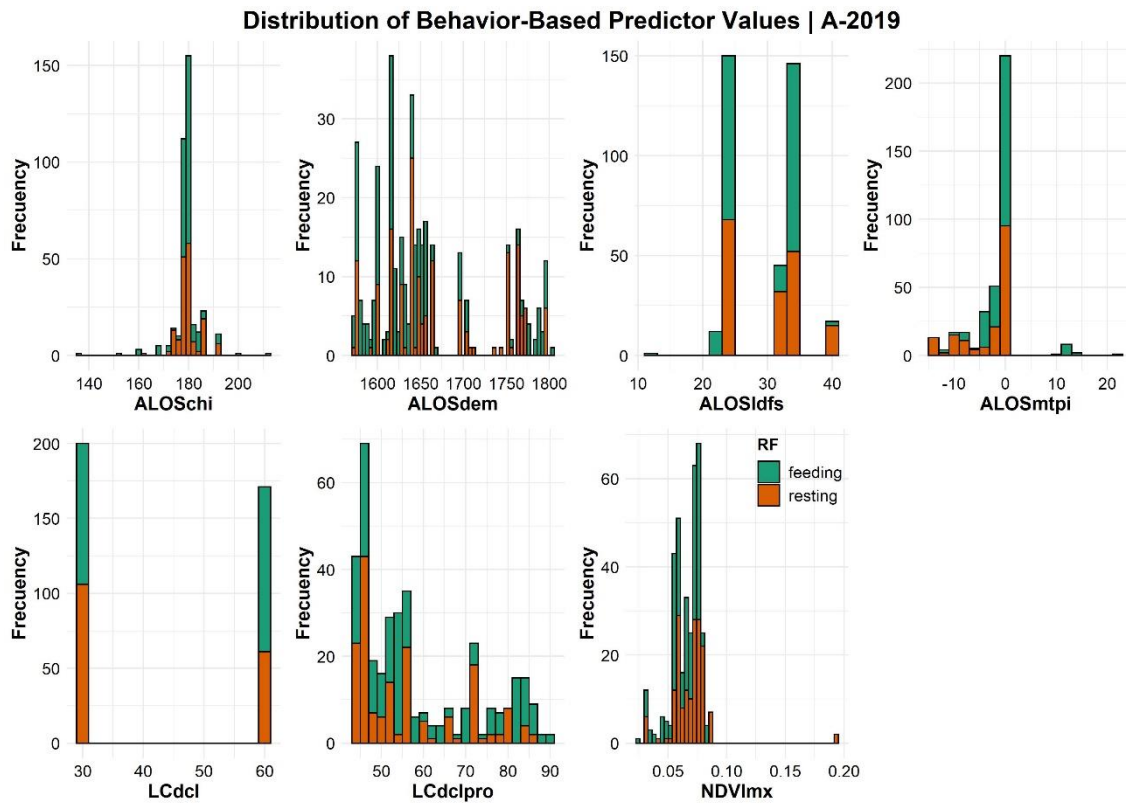 Distribution of Behavior-Based Predictor Values | A-2019
Frecuency
150
100
50
0
140 160 180 200
ALOSchi
Frecuency
30
20
10
0
1600 1650 1700 1750 1800
ALOSdem
Frecuency
150
100
50
0
10 20 30 40
ALOSldfs
Frecuency
200
150
100
50
0
-10 0 10 20
ALOSmtpi
Frecuency
200
150
100
50
0
30 40 50 60
LCdcl
Frecuency
60
40
20
0
50 60 70 80 90
LCdclpro
Frecuency
60
40
20
0
0.05 0.10 0.15 0.20
NDVImx
RF
feeding
resting